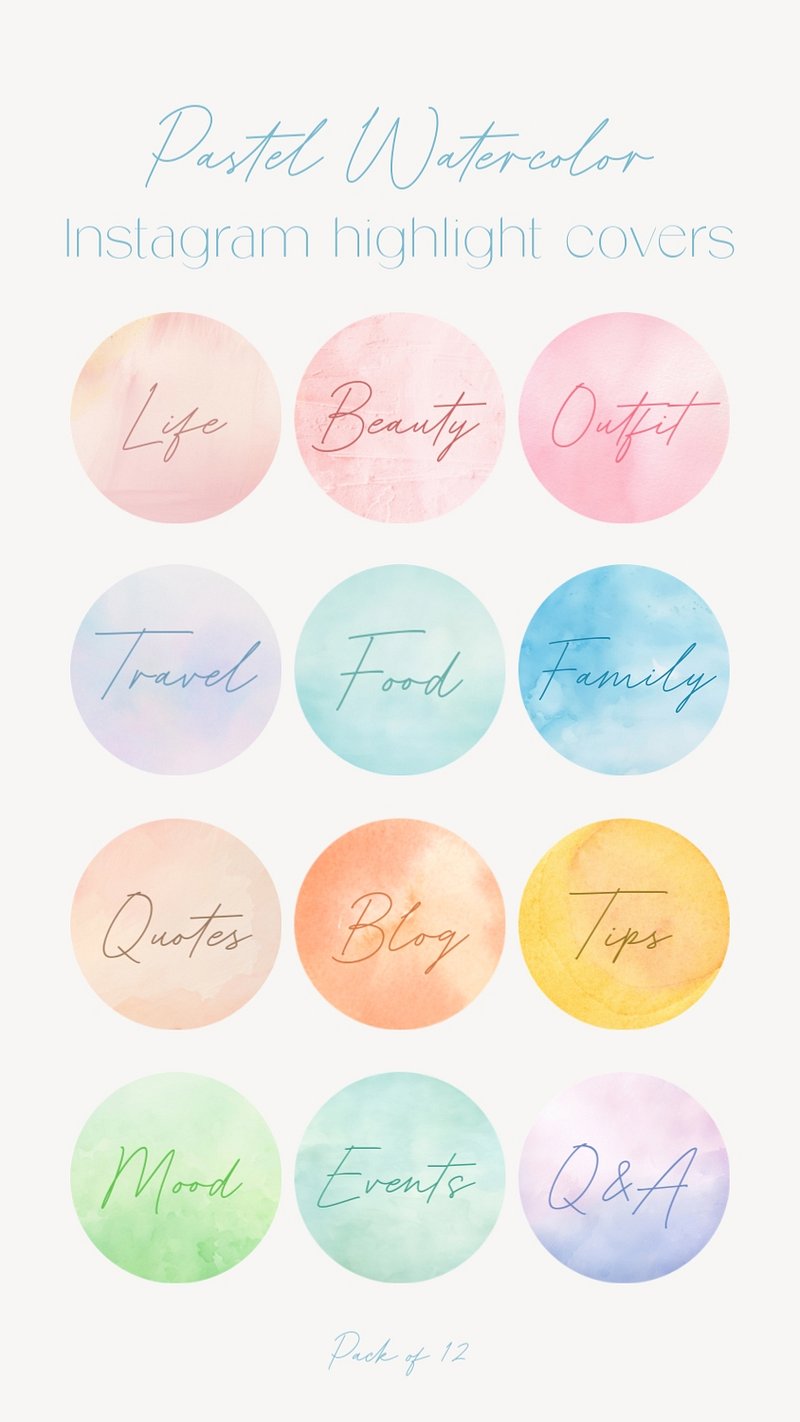 Pastel Watercolor
Instagram highlight covers
Life
Beauty
Outfit
Travel
Food
Family
Quotes
Blog
Tips
Mood
Events
Q&A
Pack of 12